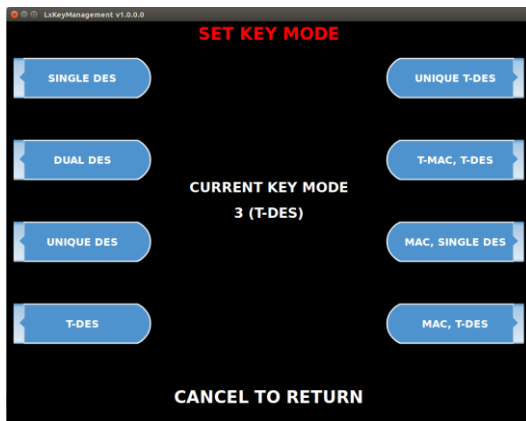 LxKeyManagement v1.0.0.0
SET KEY MODE
SINGLE DES
UNIQUE T-DES
DUAL DES
T-MAC, T-DES
CURRENT KEY MODE
3 (T-DES)
UNIQUE DES
MAC, SINGLE DES
T-DES
MAC, T-DES
CANCEL TO RETURN